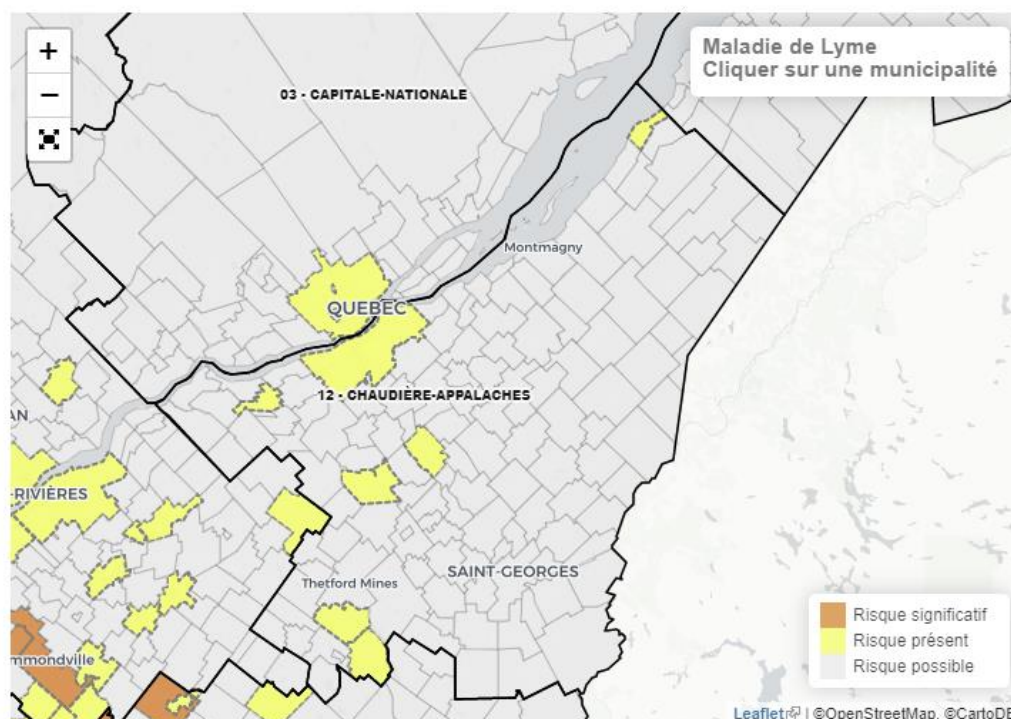 +
Maladie de Lyme
Cliquer sur une municipalité
−
03 - CAPITALE-NATIONALE
Montmagny
QUEBEC
12 - CHAUDIÈRE-APPALACHES
AN
-RIVIÈRES
SAINT-GEORGES
Thetford Mines
Risque significatif
Risque présent
mmondville
Risque possible
Leaflet | ©OpenStreetMap, ©CartoDB